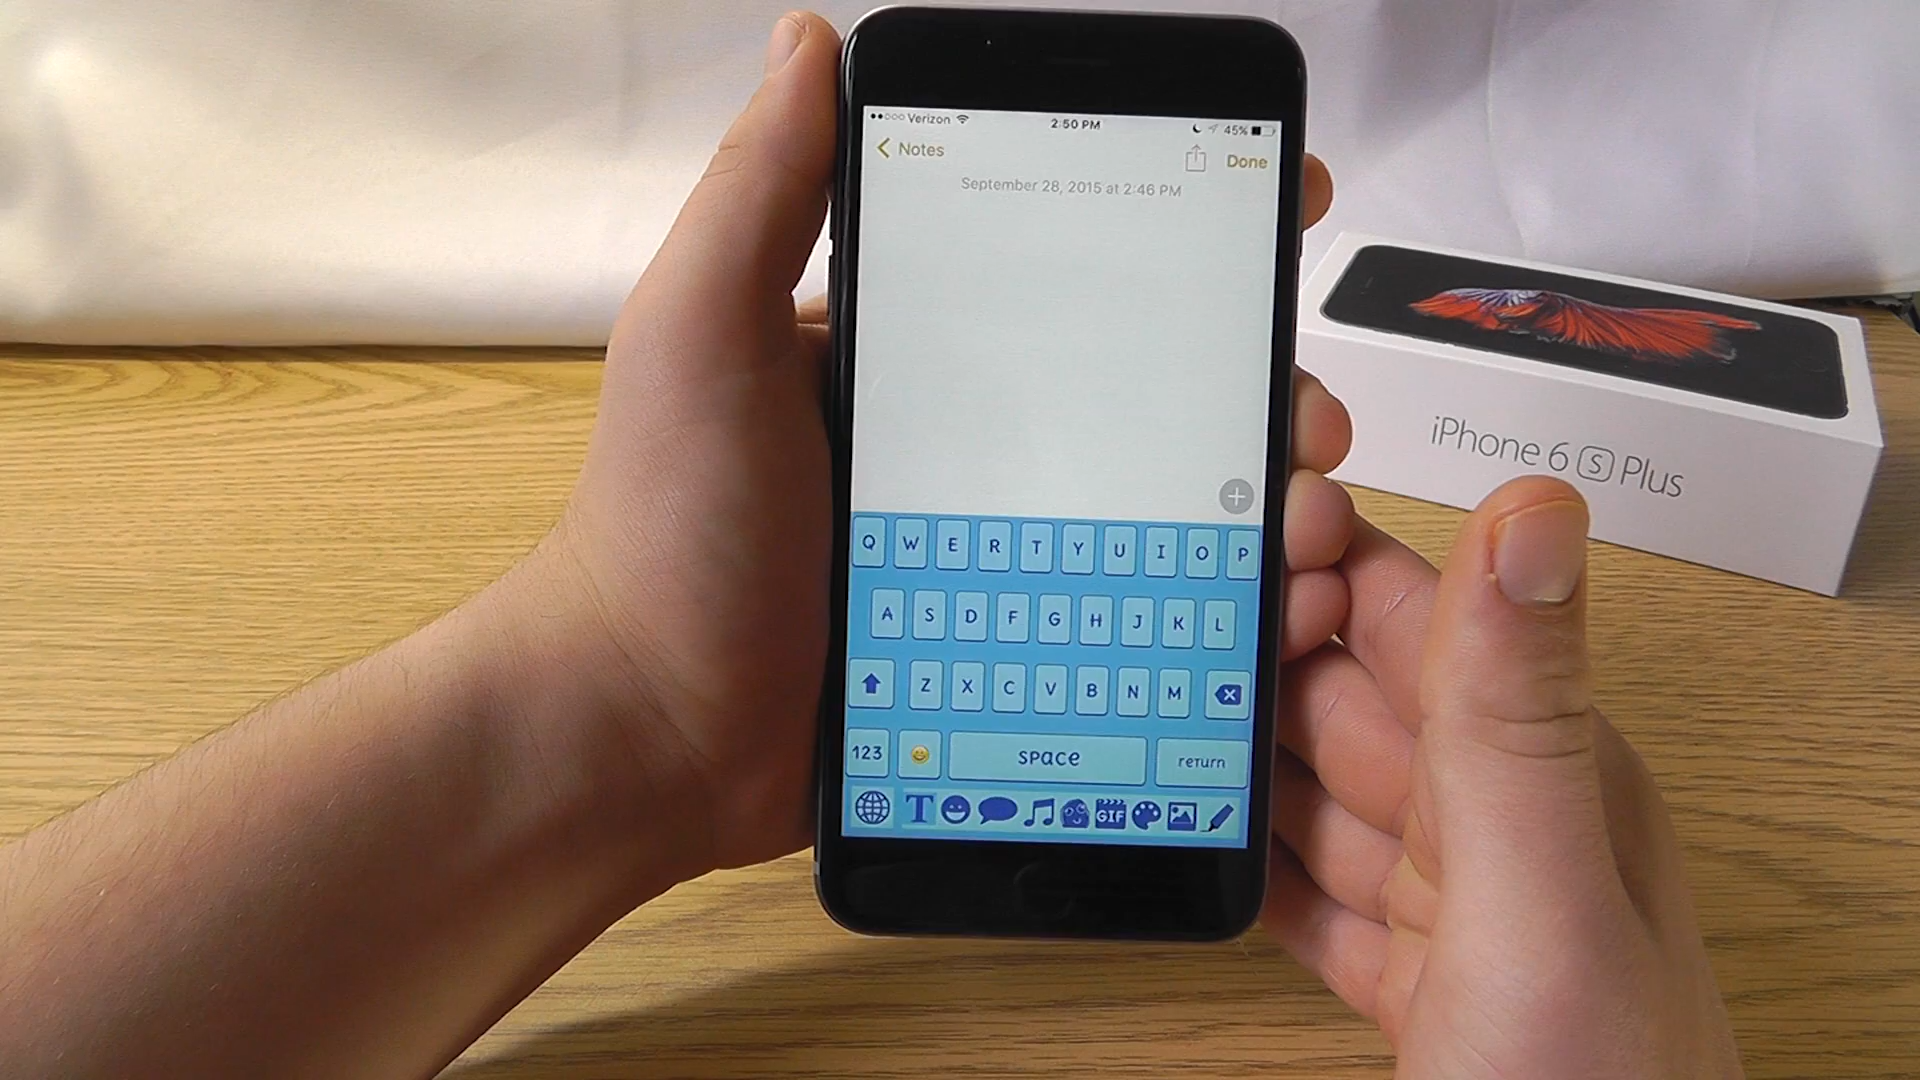 Verizon 2:50 PM 45%
Notes Done
September 28, 2015 at 2:46 PM
iPhone 6 S Plus
Q W E R T Y U I O P
A S D F G H J K L
Z X C V B N M
123 space return
T GIF